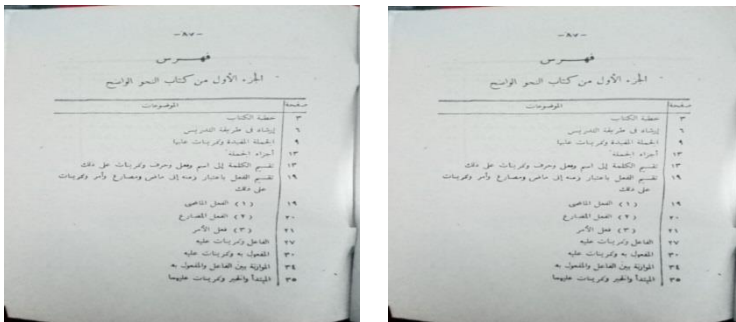 -٨٧-
فهرس
الجزء الأول من كتاب النحو الواضح
صفحة الموضوعات
٣ خطبة الكتاب
٦ إرشاد فى طريقة التدريس
٩ الجملة المفيدة وتمرينات عليها
١٣ أجزاء الجملة
١٣ تقسيم الكلمة إلى اسم وفعل وحرف وتمرينات على ذلك
١٩ تقسيم الفعل باعتبار زمنه إلى ماض ومضارع وأمر وتمرينات
على ذلك
١٩ (١) الفعل الماضى
٢٠ (٢) الفعل المضارع
٢١ (٣) فعل الأمر
٢٧ الفاعل وتمرينات عليه
٣٠ المفعول به وتمرينات عليه
٣٤ الموازنة بين الفاعل والمفعول به
٣٥ المبتدأ والخبر وتمرينات عليهما
-٨٧-
فهرس
الجزء الأول من كتاب النحو الواضح
صفحة الموضوعات
٣ خطبة الكتاب
٦ إرشاد فى طريقة التدريس
٩ الجملة المفيدة وتمرينات عليها
١٣ أجزاء الجملة
١٣ تقسيم الكلمة إلى اسم وفعل وحرف وتمرينات على ذلك
١٩ تقسيم الفعل باعتبار زمنه إلى ماض ومضارع وأمر وتمرينات
على ذلك
١٩ (١) الفعل الماضى
٢٠ (٢) الفعل المضارع
٢١ (٣) فعل الأمر
٢٧ الفاعل وتمرينات عليه
٣٠ المفعول به وتمرينات عليه
٣٤ الموازنة بين الفاعل والمفعول به
٣٥ المبتدأ والخبر وتمرينات عليهما